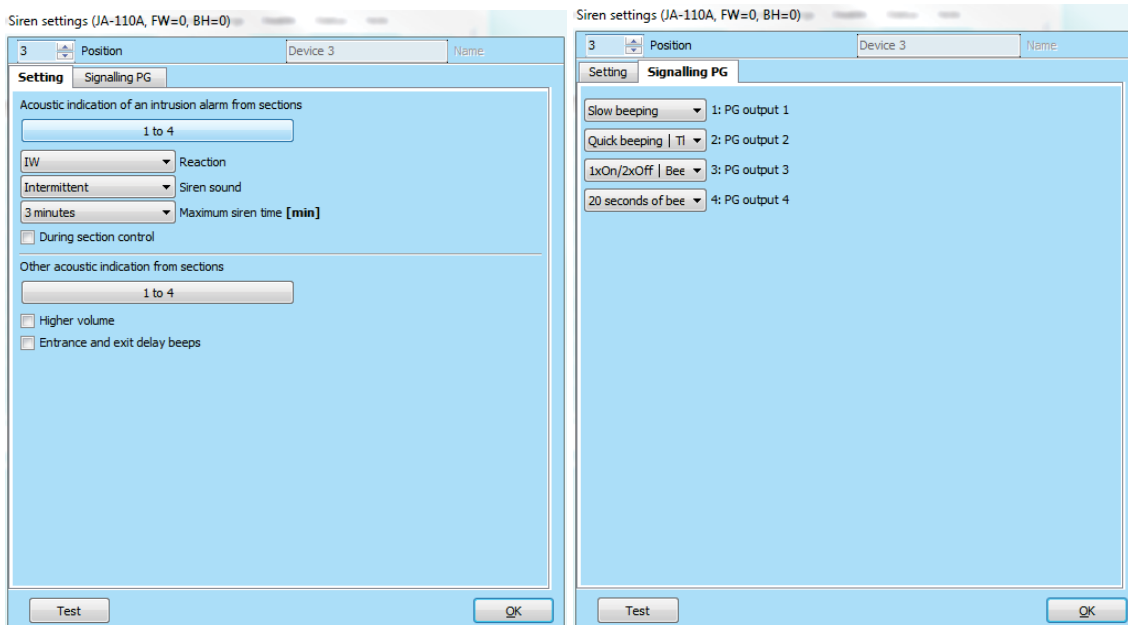 Siren settings (JA-110A, FW=0, BH=0)
3 Position Device 3 Name
Setting Signalling PG
Acoustic indication of an intrusion alarm from sections
1 to 4
IW Reaction
Intermittent Siren sound
3 minutes Maximum siren time [min]
During section control
Other acoustic indication from sections
1 to 4
Higher volume
Entrance and exit delay beeps
Test OK
Siren settings (JA-110A, FW=0, BH=0)
3 Position Device 3 Name
Setting Signalling PG
Slow beeping 1: PG output 1
Quick beeping | Tl 2: PG output 2
1xOn/2xOff | Bee 3: PG output 3
20 seconds of bee 4: PG output 4
Test OK